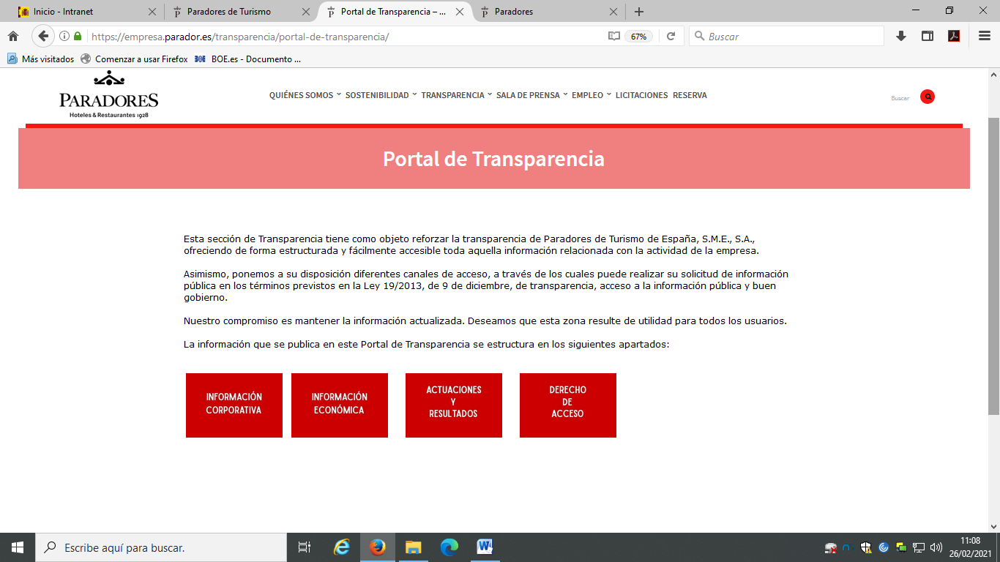 Inicio - Intranet
Paradores de Turismo
Portal de Transparencia – ...
Paradores
https://empresa.parador.es/transparencia/portal-de-transparencia/
67%
Buscar
Más visitados
Comenzar a usar Firefox
BOE BOE.es - Documento ...
PARADORES
Hoteles & Restaurantes 1928
QUIÉNES SOMOS
SOSTENIBILIDAD
TRANSPARENCIA
SALA DE PRENSA
EMPLEO
LICITACIONES
RESERVA
Buscar
Portal de Transparencia
Esta sección de Transparencia tiene como objeto reforzar la transparencia de Paradores de Turismo de España, S.M.E., S.A.,
ofreciendo de forma estructurada y fácilmente accesible toda aquella información relacionada con la actividad de la empresa.
Asimismo, ponemos a su disposición diferentes canales de acceso, a través de los cuales puede realizar su solicitud de información
pública en los términos previstos en la Ley 19/2013, de 9 de diciembre, de transparencia, acceso a la información pública y buen
gobierno.
Nuestro compromiso es mantener la información actualizada. Deseamos que esta zona resulte de utilidad para todos los usuarios.
La información que se publica en este Portal de Transparencia se estructura en los siguientes apartados:
INFORMACIÓN
CORPORATIVA
INFORMACIÓN
ECONÓMICA
ACTUACIONES
Y
RESULTADOS
DERECHO
DE
ACCESO
Escribe aquí para buscar.
11:08
26/02/2021